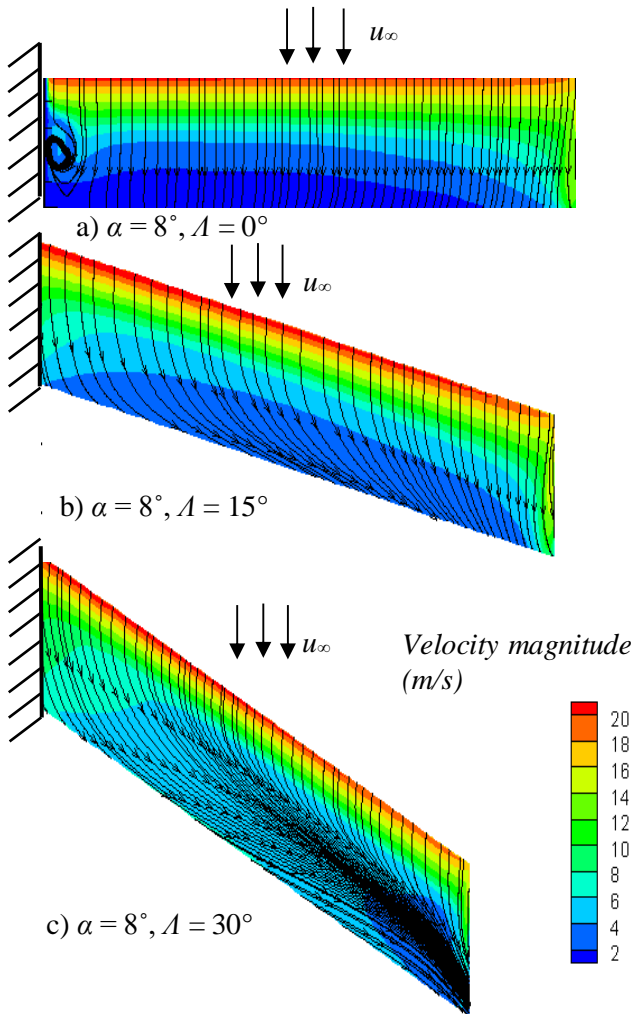 u∞
a) α = 8˚, Λ = 0°
u∞
b) α = 8˚, Λ = 15°
u∞
Velocity magnitude
(m/s)
20
18
16
14
12
10
8
6
4
2
c) α = 8˚, Λ = 30°